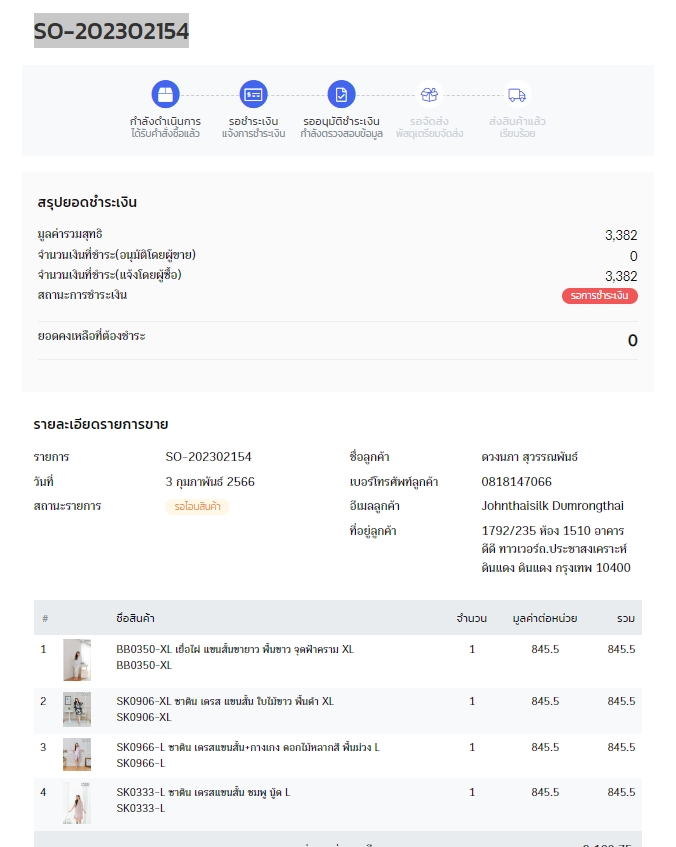 SO-202302154
กำลังดำเนินการ
ได้รับคำสั่งซื้อแล้ว
รอชำระเงิน
แจ้งการชำระเงิน
รออนุมัติชำระเงิน
กำลังตรวจสอบข้อมูล
รอจัดส่ง
พัสดุเตรียมจัดส่ง
ส่งสินค้าแล้ว
เรียบร้อย
สรุปยอดชำระเงิน
มูลค่ารวมสุทธิ 3,382
จำนวนเงินที่ชำระ(อนุมัติโดยผู้ขาย) 0
จำนวนเงินที่ชำระ(แจ้งโดยผู้ซื้อ) 3,382
สถานะการชำระเงิน รอการชำระเงิน
ยอดคงเหลือที่ต้องชำระ 0
รายละเอียดรายการขาย
รายการ SO-202302154
วันที่ 3 กุมภาพันธ์ 2566
สถานะรายการ รอโอนสินค้า
ชื่อลูกค้า ดวงนภา สุวรรณพันธ์
เบอร์โทรศัพท์ลูกค้า 0818147066
อีเมลลูกค้า Johnthaisilk Dumrongthai
ที่อยู่ลูกค้า 1792/235 ห้อง 1510 อาคาร
ดีดี ทาวเวอร์ถ.ประชาสงเคราะห์
ดินแดง ดินแดง กรุงเทพ 10400
# ชื่อสินค้า จำนวน มูลค่าต่อหน่วย รวม
1 BB0350-XL เยื่อไผ่ แขนสั้นขายาว พื้นขาว จุดฟ้าคราม XL 1 845.5 845.5
BB0350-XL
2 SK0906-XL ซาติน เดรส แขนสั้น ใบไม้ขาว พื้นดำ XL 1 845.5 845.5
SK0906-XL
3 SK0966-L ซาติน เดรสแขนสั้น+กางเกง ดอกไม้หลากสี พื้นม่วง L 1 845.5 845.5
SK0966-L
4 SK0333-L ซาติน เดรสแขนสั้น ชมพู นู้ด L 1 845.5 845.5
SK0333-L